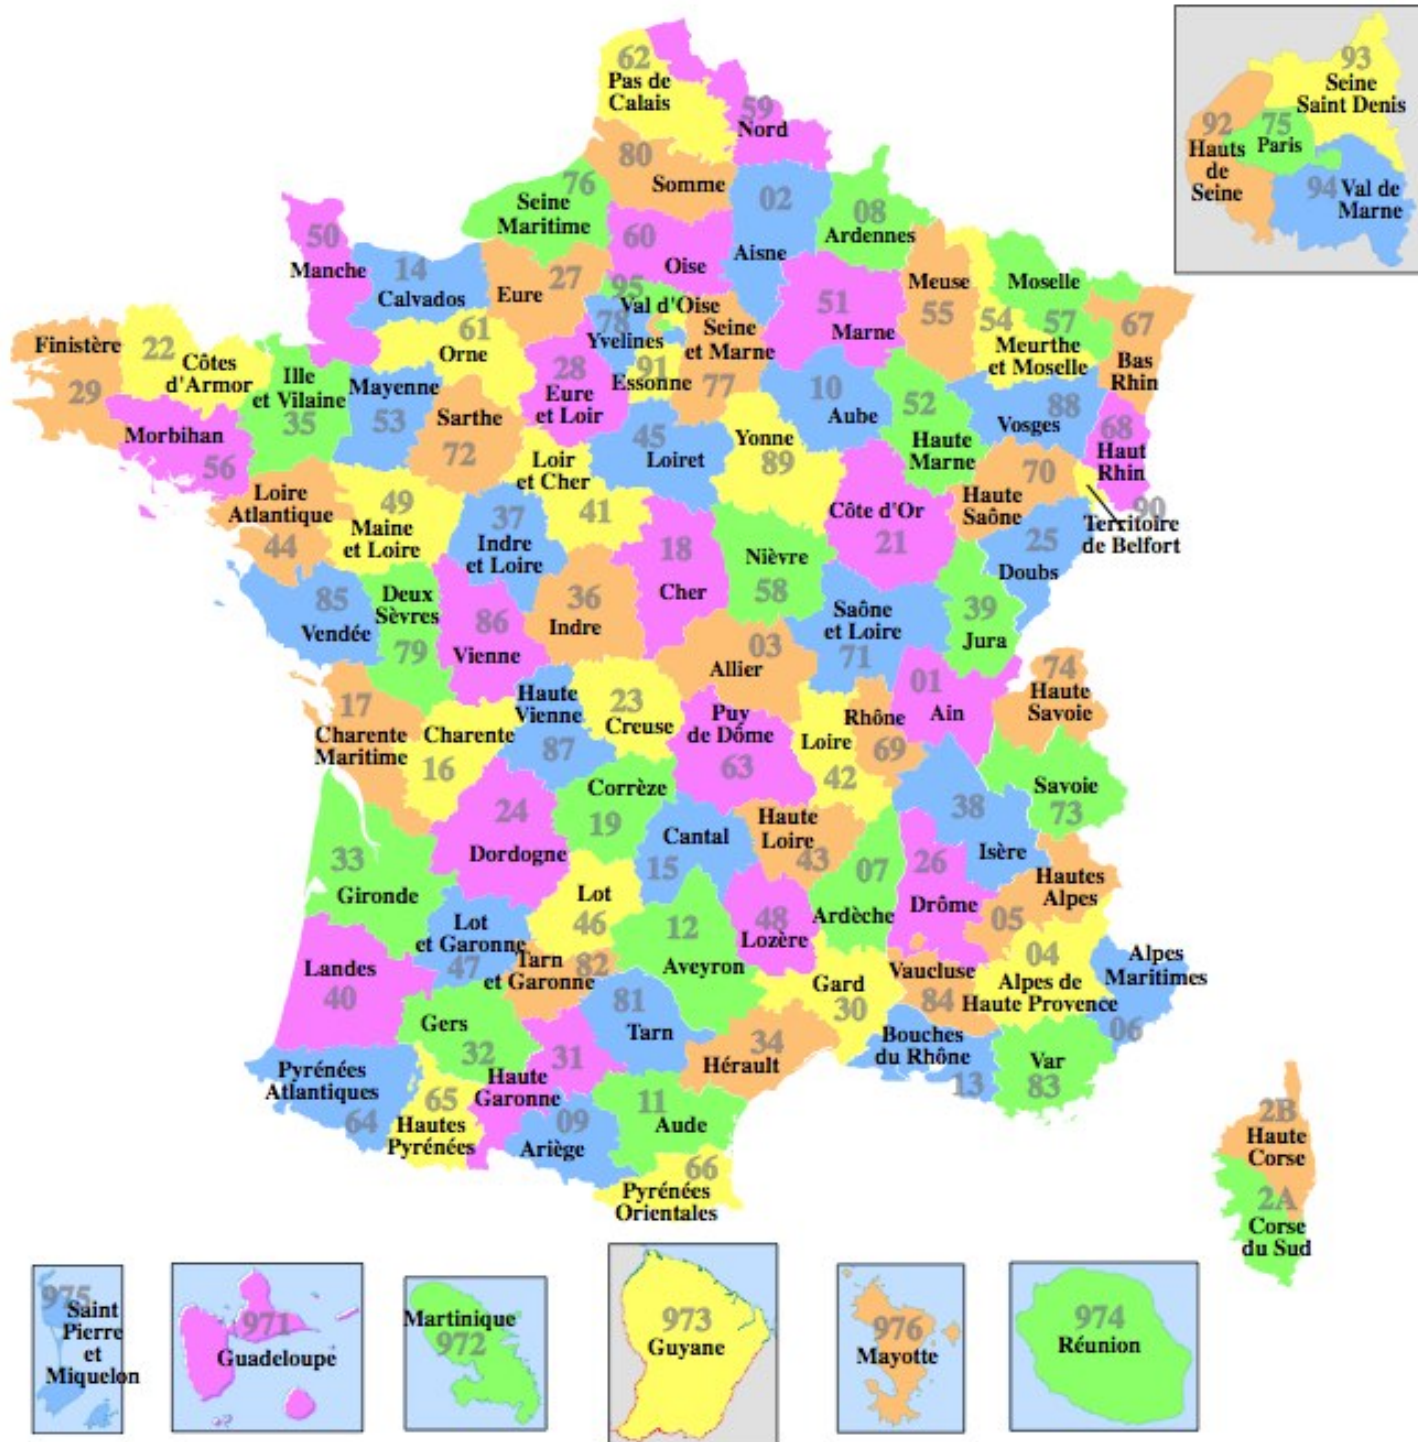 62
Pas de
Calais
59
Nord
80
Somme
76
Seine
Maritime
02
Aisne
08
Ardennes
60
Oise
50
Manche
14
Calvados
27
Eure
95
Val d'Oise
78
Yvelines
Seine
et Marne
77
91
Essonne
51
Marne
Meuse
55
Moselle
57
54
Meurthe
et Moselle
67
Bas
Rhin
Finistère
29
22
Côtes
d'Armor
Ille
et Vilaine
35
Morbihan
56
Mayenne
53
61
Orne
Sarthe
72
28
Eure
et Loir
45
Loiret
Yonne
89
10
Aube
52
Haute
Marne
88
Vosges
68
Haut
Rhin
70
Haute
Saône
90
Territoire
de Belfort
Loire
Atlantique
44
49
Maine
et Loire
Loir
et Cher
41
37
Indre
et Loire
18
Cher
Nièvre
58
Côte d'Or
21
25
Doubs
39
Jura
85
Vendée
Deux
Sèvres
79
86
Vienne
36
Indre
03
Allier
Saône
et Loire
71
01
Ain
74
Haute
Savoie
17
Charente
Maritime
Charente
16
Haute
Vienne
87
23
Creuse
Puy
de Dôme
63
Loire
42
Rhône
69
Savoie
73
38
Isère
24
Dordogne
Corrèze
19
Cantal
15
Haute
Loire
43
07
Ardèche
26
Drôme
Hautes
Alpes
05
33
Gironde
Lot
et Garonne
47
Lot
46
12
Aveyron
48
Lozère
Landes
40
Tarn
et Garonne
82
81
Tarn
Gard
30
Vaucluse
84
04
Alpes de
Haute Provence
Alpes
Maritimes
06
Gers
32
31
Haute
Garonne
34
Hérault
Bouches
du Rhône
13
Var
83
Pyrénées
Atlantiques
64
65
Hautes
Pyrénées
09
Ariège
11
Aude
66
Pyrénées
Orientales
2B
Haute
Corse
2A
Corse
du Sud
93
Seine
Saint Denis
92
Hauts
de
Seine
75
Paris
94
Val de
Marne
975
Saint
Pierre
et
Miquelon
971
Guadeloupe
Martinique
972
973
Guyane
976
Mayotte
974
Réunion